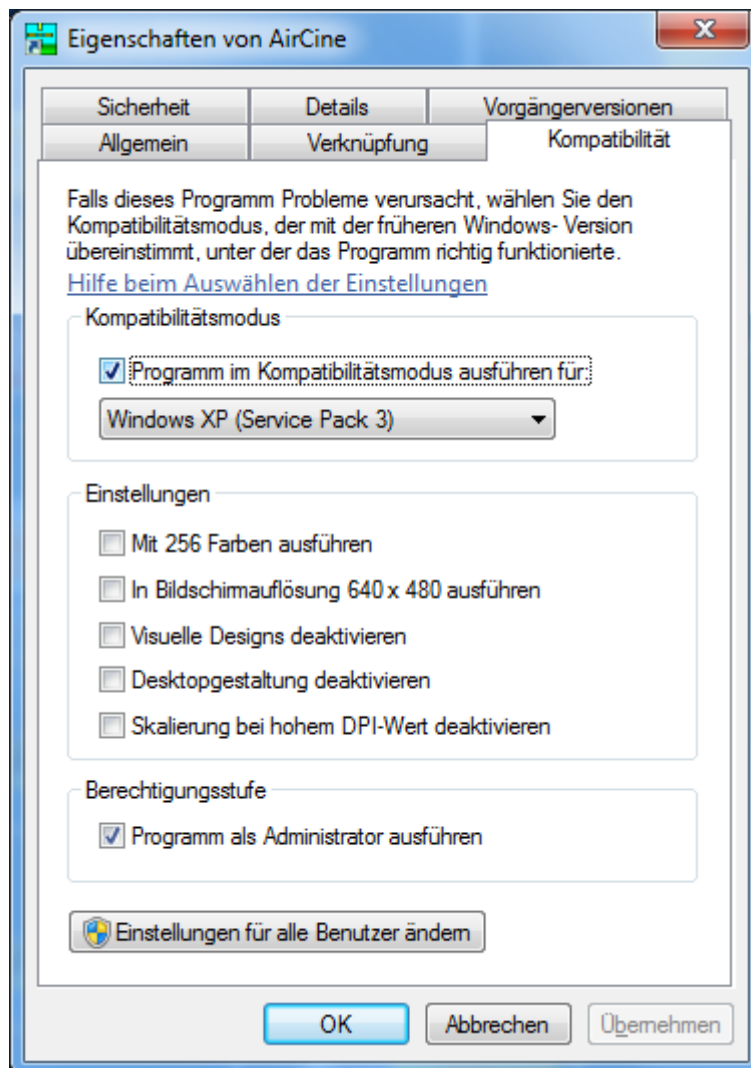 Eigenschaften von AirCine
Sicherheit
Details
Vorgängerversionen
Allgemein
Verknüpfung
Kompatibilität
Falls dieses Programm Probleme verursacht, wählen Sie den
Kompatibilitätsmodus, der mit der früheren Windows- Version
übereinstimmt, unter der das Programm richtig funktionierte.
Hilfe beim Auswählen der Einstellungen
Kompatibilitätsmodus
Programm im Kompatibilitätsmodus ausführen für:
Windows XP (Service Pack 3)
Einstellungen
Mit 256 Farben ausführen
In Bildschirmauflösung 640 x 480 ausführen
Visuelle Designs deaktivieren
Desktopgestaltung deaktivieren
Skalierung bei hohem DPI-Wert deaktivieren
Berechtigungsstufe
Programm als Administrator ausführen
Einstellungen für alle Benutzer ändern
OK
Abbrechen
Übernehmen